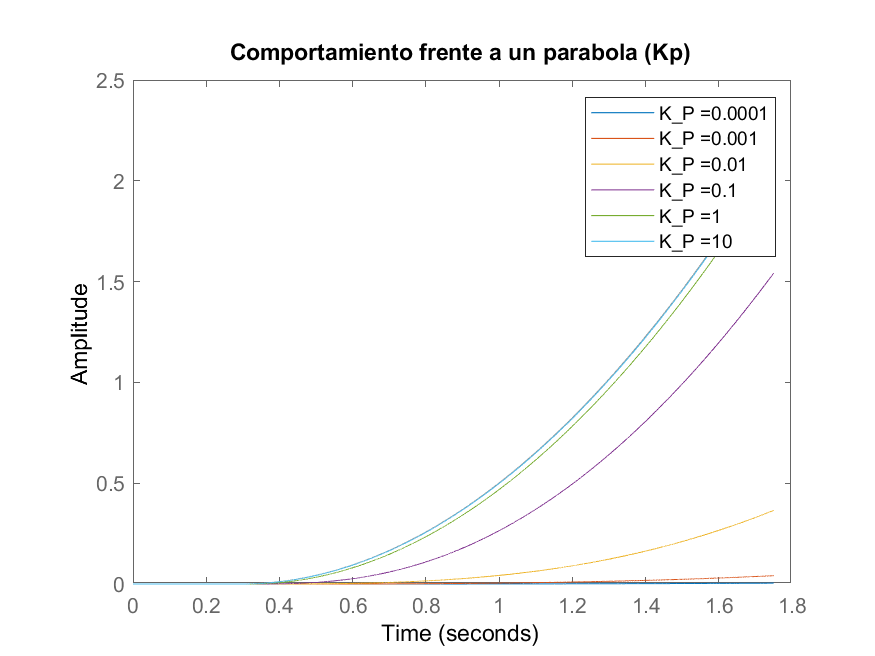 Comportamiento frente a un parabola (Kp)
2.5
2
1.5
1
0.5
0
Amplitude
K_P =0.0001
K_P =0.001
K_P =0.01
K_P =0.1
K_P =1
K_P =10
0 0.2 0.4 0.6 0.8 1 1.2 1.4 1.6 1.8
Time (seconds)